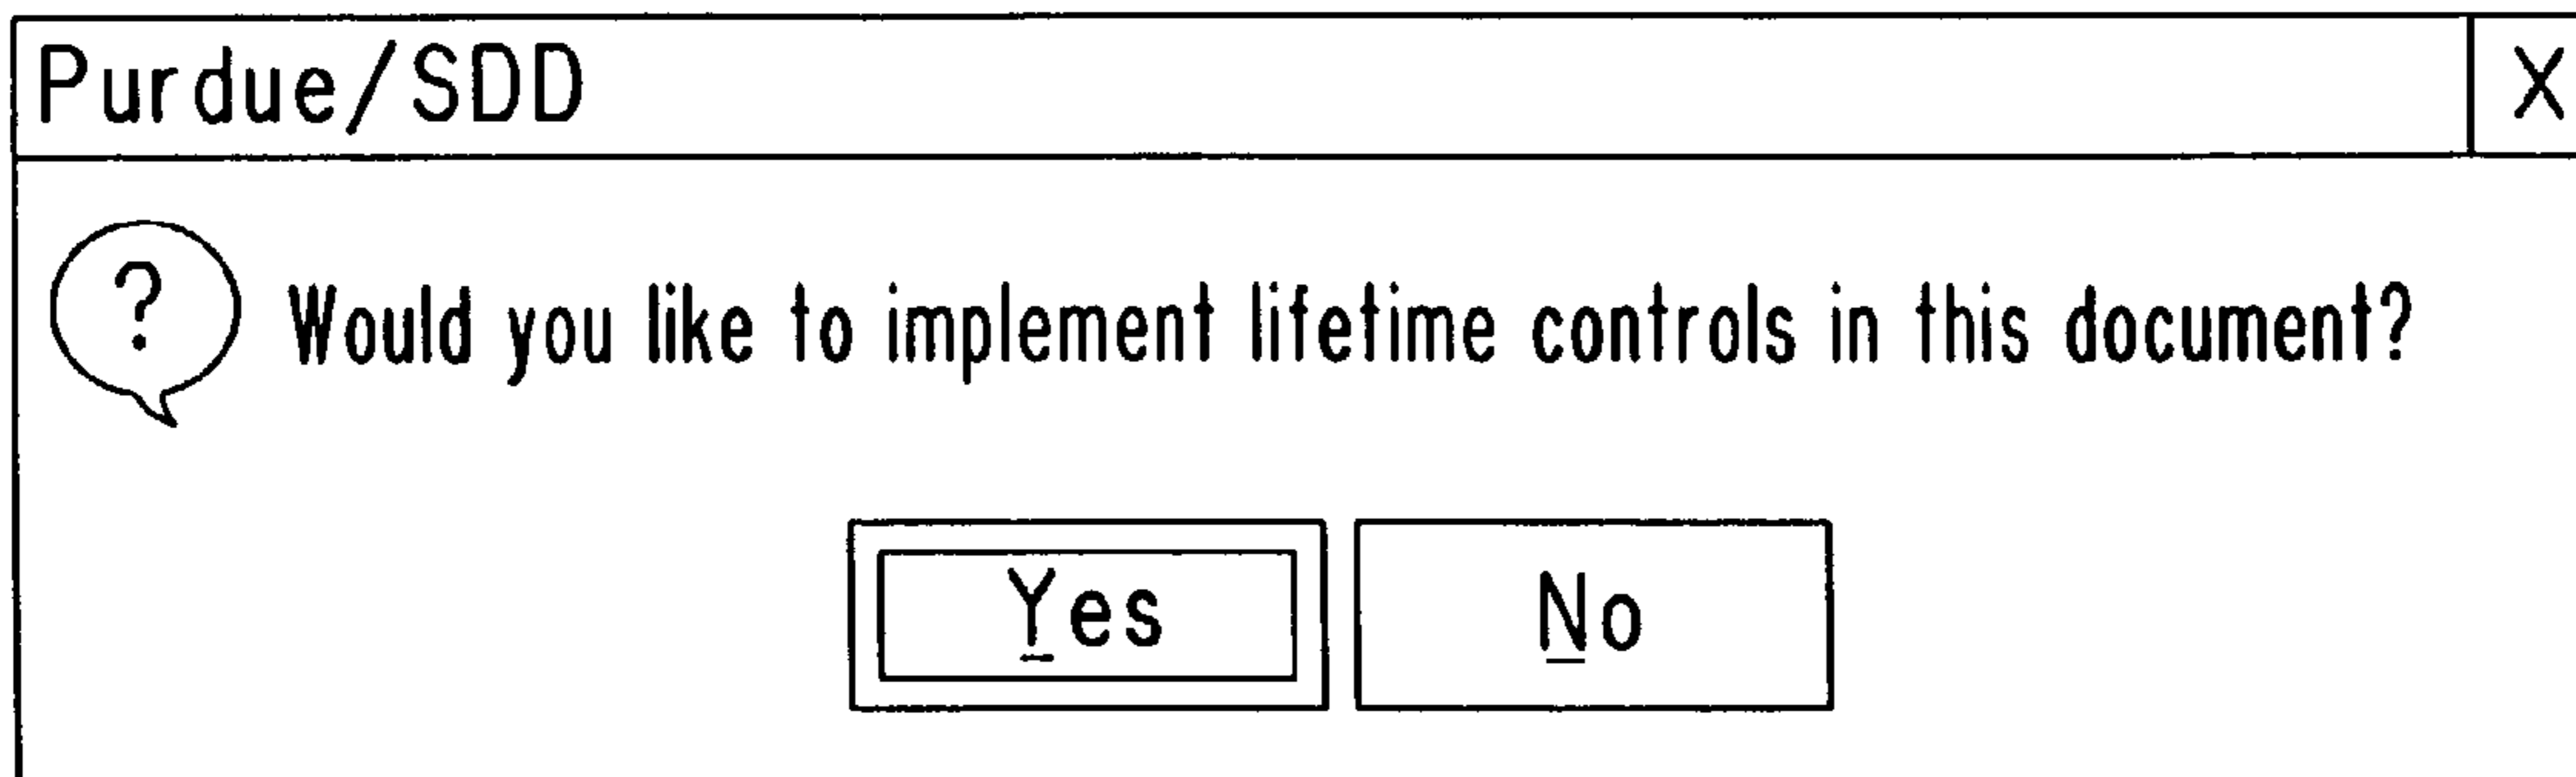 Purdue/SDD X
? Would you like to implement lifetime controls in this document?
Yes No